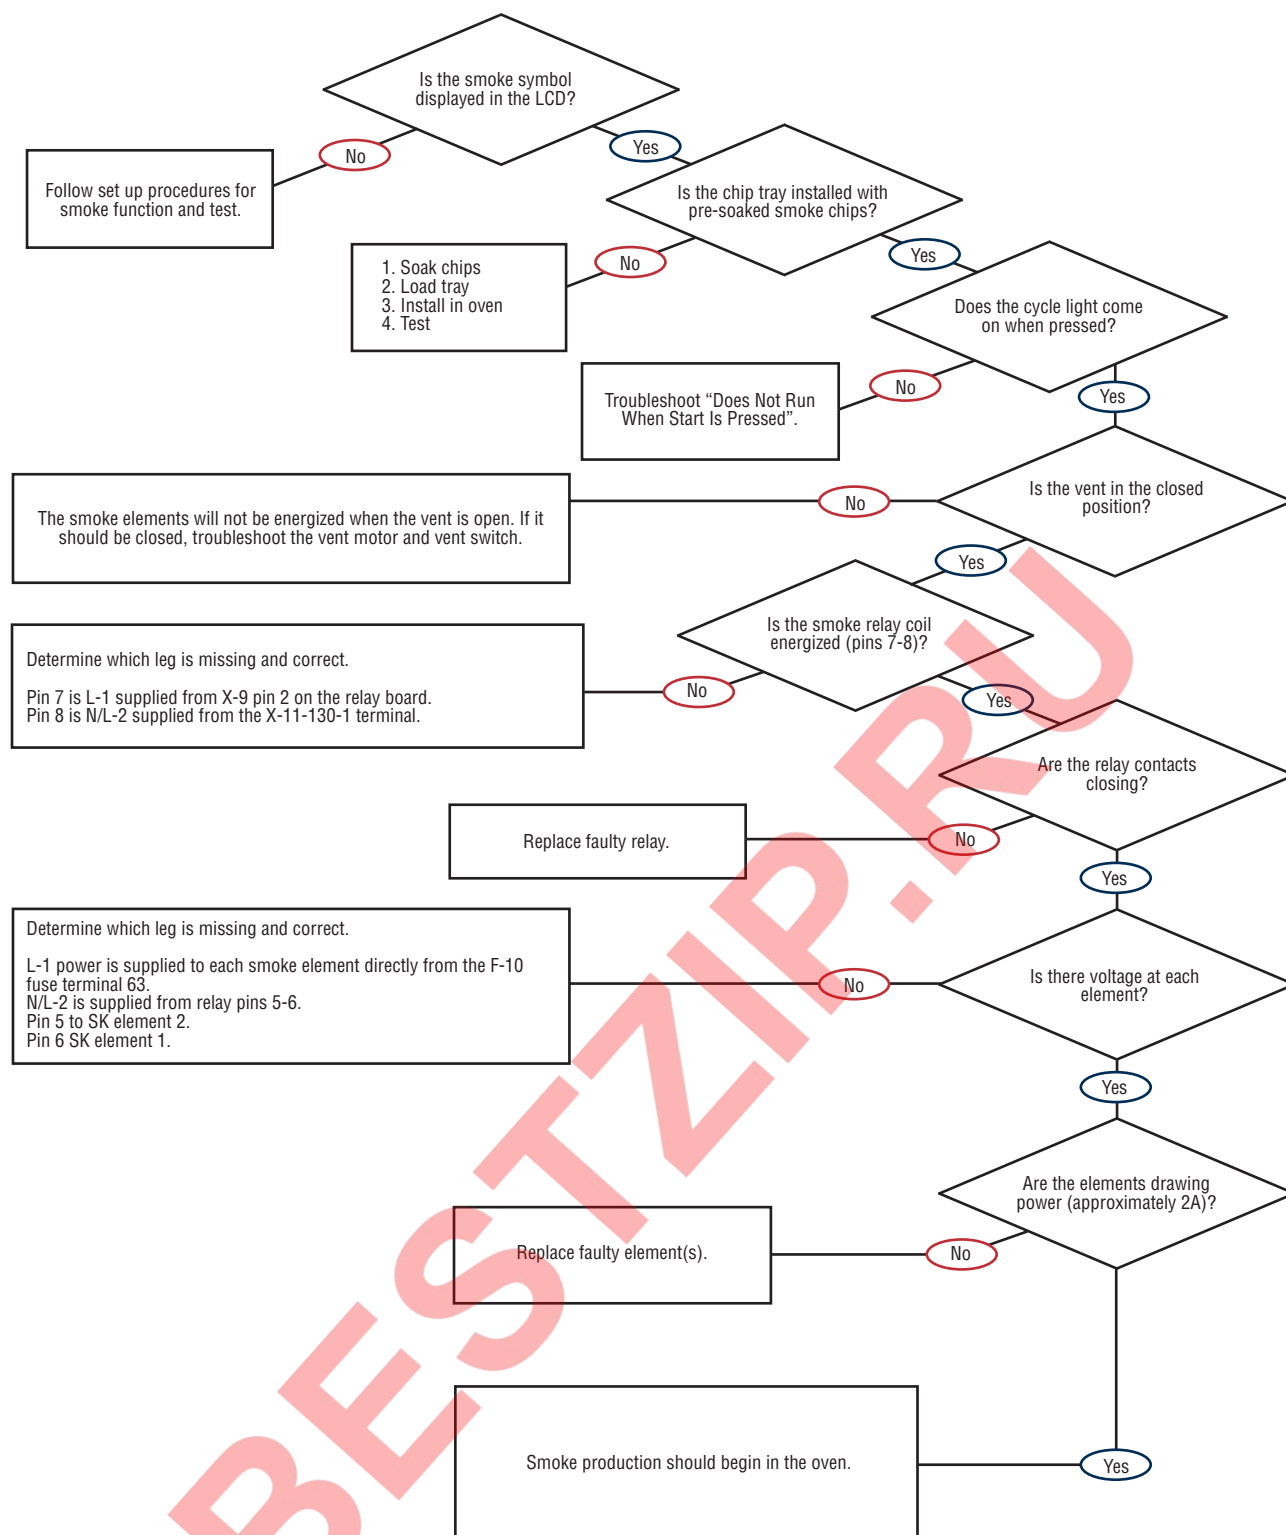 Is the smoke symbol
displayed in the LCD?
No
Yes
Follow set up procedures for
smoke function and test.
Is the chip tray installed with
pre-soaked smoke chips?
No
Yes
1. Soak chips
2. Load tray
3. Install in oven
4. Test
Does the cycle light come
on when pressed?
No
Yes
Troubleshoot “Does Not Run
When Start Is Pressed”.
Is the vent in the closed
position?
No
Yes
The smoke elements will not be energized when the vent is open. If it
should be closed, troubleshoot the vent motor and vent switch.
Is the smoke relay coil
energized (pins 7-8)?
No
Yes
Determine which leg is missing and correct.
Pin 7 is L-1 supplied from X-9 pin 2 on the relay board.
Pin 8 is N/L-2 supplied from the X-11-130-1 terminal.
Are the relay contacts
closing?
No
Yes
Replace faulty relay.
Determine which leg is missing and correct.
L-1 power is supplied to each smoke element directly from the F-10
fuse terminal 63.
N/L-2 is supplied from relay pins 5-6.
Pin 5 to SK element 2.
Pin 6 SK element 1.
Is there voltage at each
element?
No
Yes
Are the elements drawing
power (approximately 2A)?
No
Replace faulty element(s).
Yes
Smoke production should begin in the oven.
BESTZIP.RU